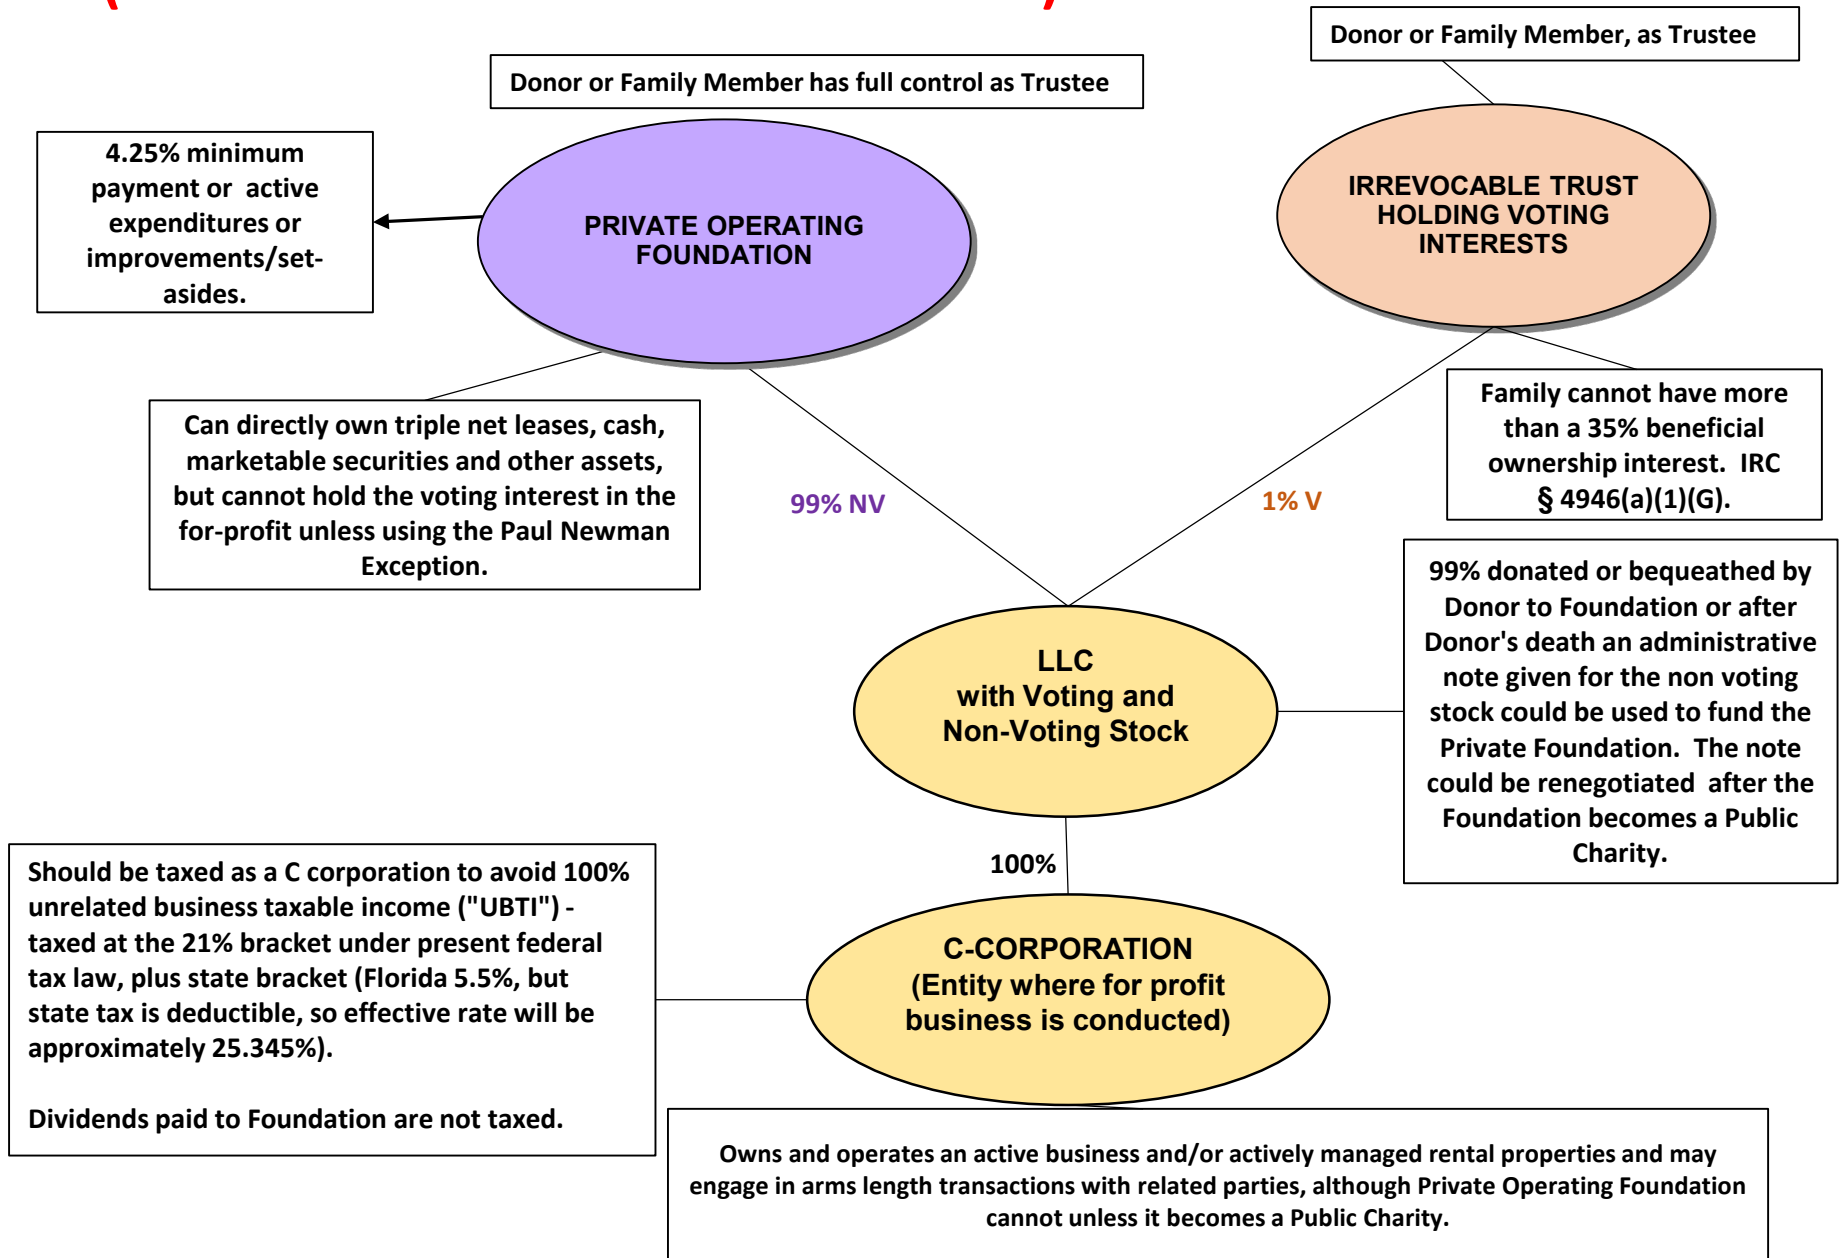 (
)
Donor or Family Member, as Trustee
Donor or Family Member has full control as Trustee
4.25% minimum
payment or active
expenditures or
improvements/set-
asides.
PRIVATE OPERATING
FOUNDATION
IRREVOCABLE TRUST
HOLDING VOTING
INTERESTS
Can directly own triple net leases, cash,
marketable securities and other assets,
but cannot hold the voting interest in the
for-profit unless using the Paul Newman
Exception.
99% NV
1% V
Family cannot have more
than a 35% beneficial
ownership interest. IRC
§ 4946(a)(1)(G).
LLC
with Voting and
Non-Voting Stock
99% donated or bequeathed by
Donor to Foundation or after
Donor's death an administrative
note given for the non voting
stock could be used to fund the
Private Foundation. The note
could be renegotiated after the
Foundation becomes a Public
Charity.
100%
Should be taxed as a C corporation to avoid 100%
unrelated business taxable income ("UBTI") -
taxed at the 21% bracket under present federal
tax law, plus state bracket (Florida 5.5%, but
state tax is deductible, so effective rate will be
approximately 25.345%).
Dividends paid to Foundation are not taxed.
C-CORPORATION
(Entity where for profit
business is conducted)
Owns and operates an active business and/or actively managed rental properties and may
engage in arms length transactions with related parties, although Private Operating Foundation
cannot unless it becomes a Public Charity.